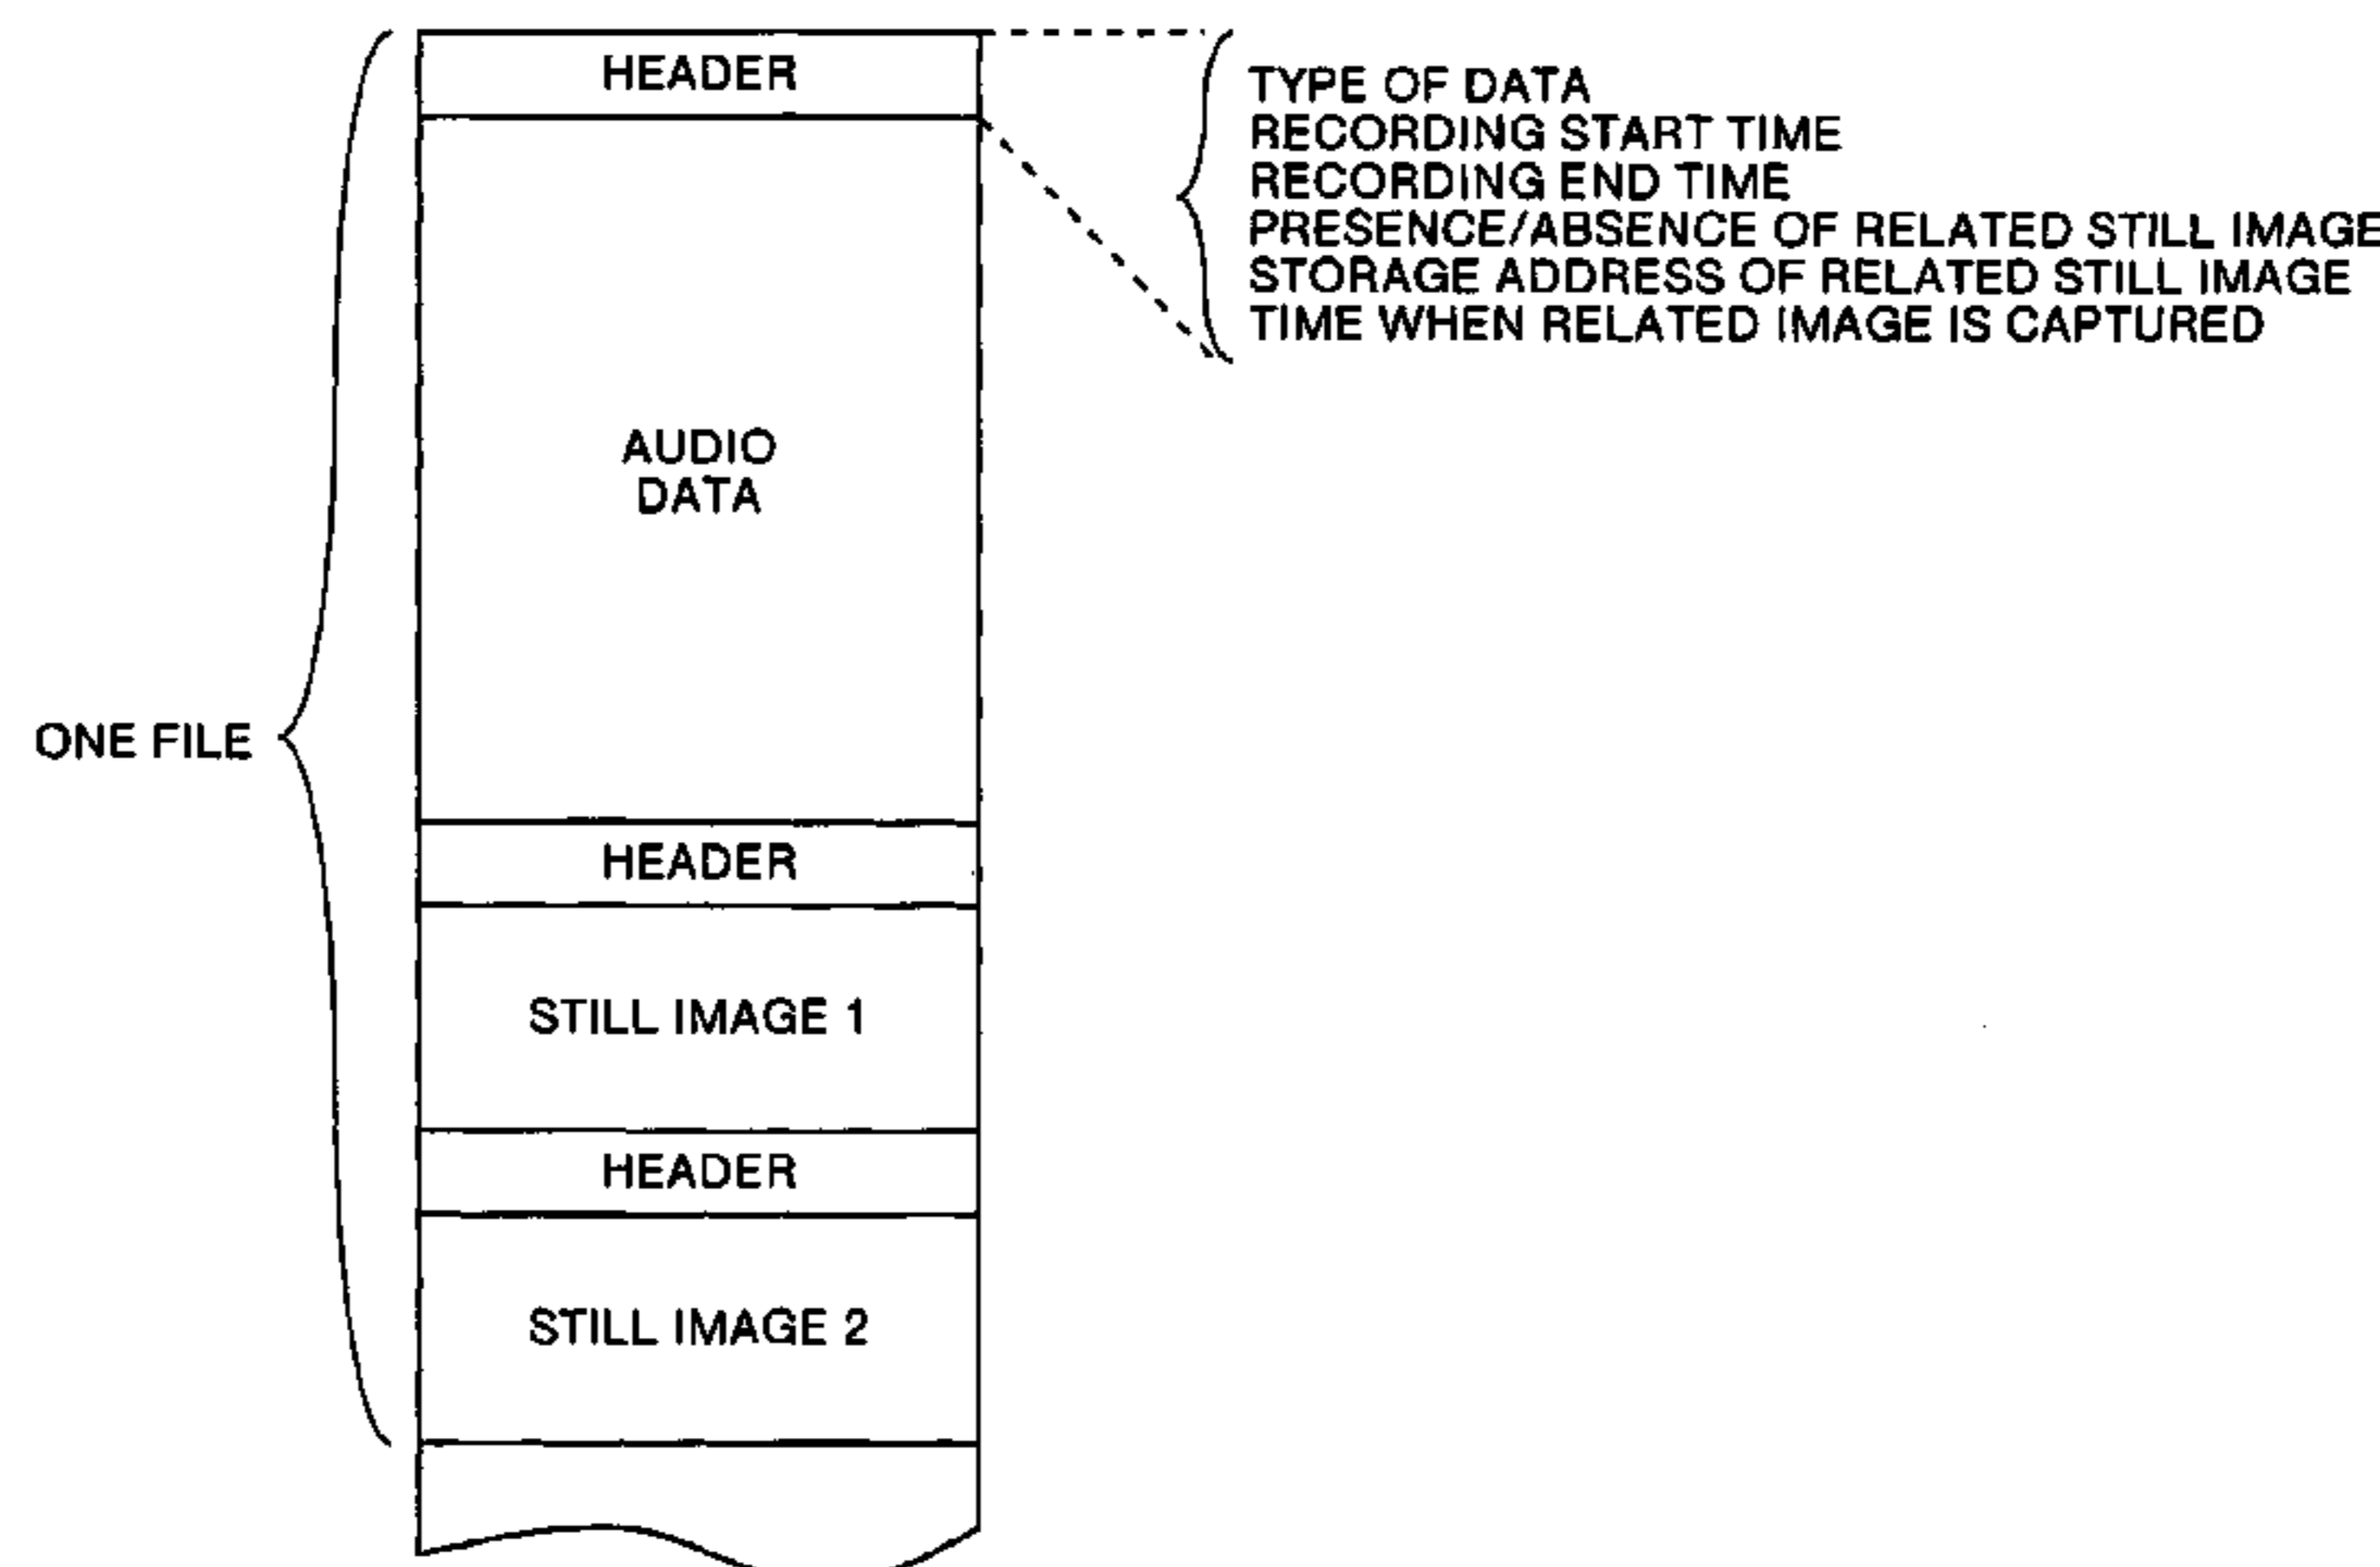 HEADER
TYPE OF DATA
RECORDING START TIME
RECORDING END TIME
PRESENCE/ABSENCE OF RELATED STILL IMAGE
STORAGE ADDRESS OF RELATED STILL IMAGE
TIME WHEN RELATED IMAGE IS CAPTURED
AUDIO
DATA
ONE FILE
HEADER
STILL IMAGE 1
HEADER
STILL IMAGE 2